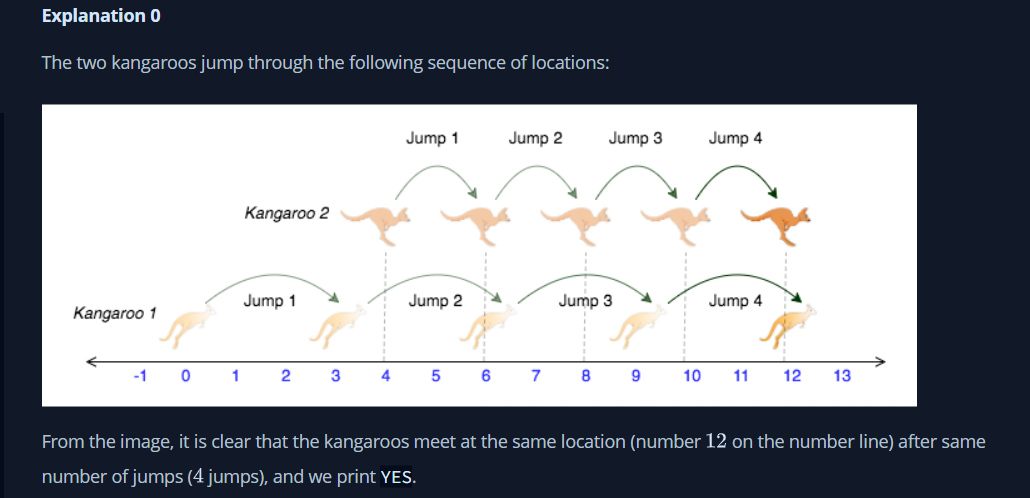 Explanation 0
The two kangaroos jump through the following sequence of locations:
Jump 1 Jump 2 Jump 3 Jump 4
Kangaroo 2
Jump 1 Jump 2 Jump 3 Jump 4
Kangaroo 1
-1 0 1 2 3 4 5 6 7 8 9 10 11 12 13
From the image, it is clear that the kangaroos meet at the same location (number 12 on the number line) after same
number of jumps (4 jumps), and we print YES.